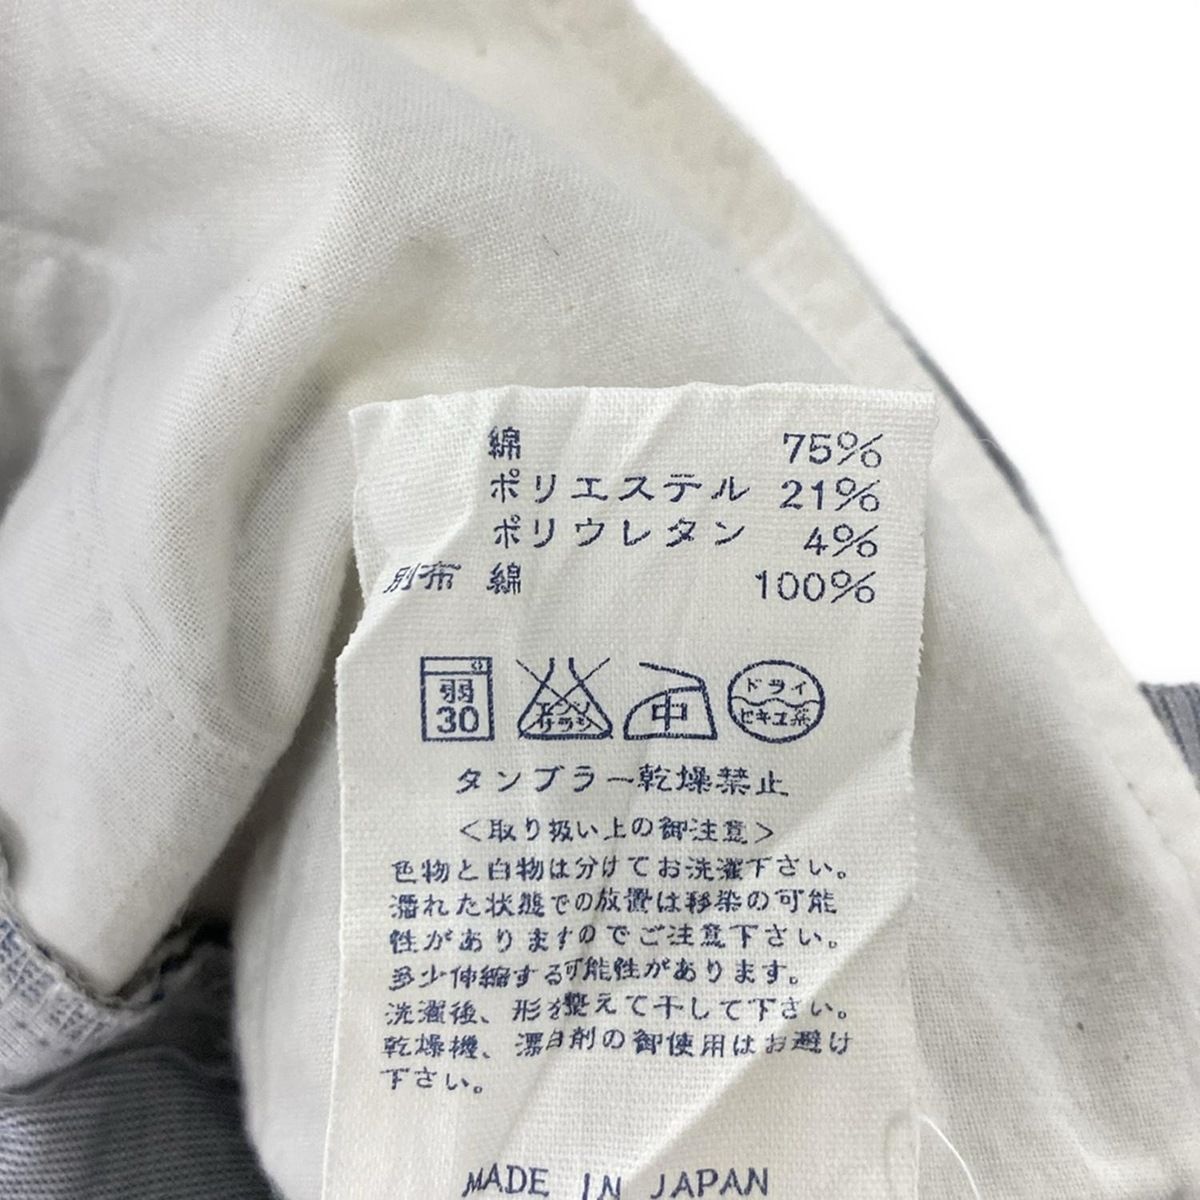 綿 75%
ポリエステル 21%
ポリウレタン 4%
別布 綿 100%
弱 30 エンソ サラシ 中 ドライ セキユ系
タンブラー乾燥禁止
<取り扱い上の御注意>
色物と白物は分けてお洗濯下さい。
濡れた状態での放置は移染の可能
性がありますのでご注意下さい。
多少伸縮する可能性があります。
洗濯後、形を整えて干して下さい。
乾燥機、漂白剤の御使用はお避け
下さい。
MADE IN JAPAN